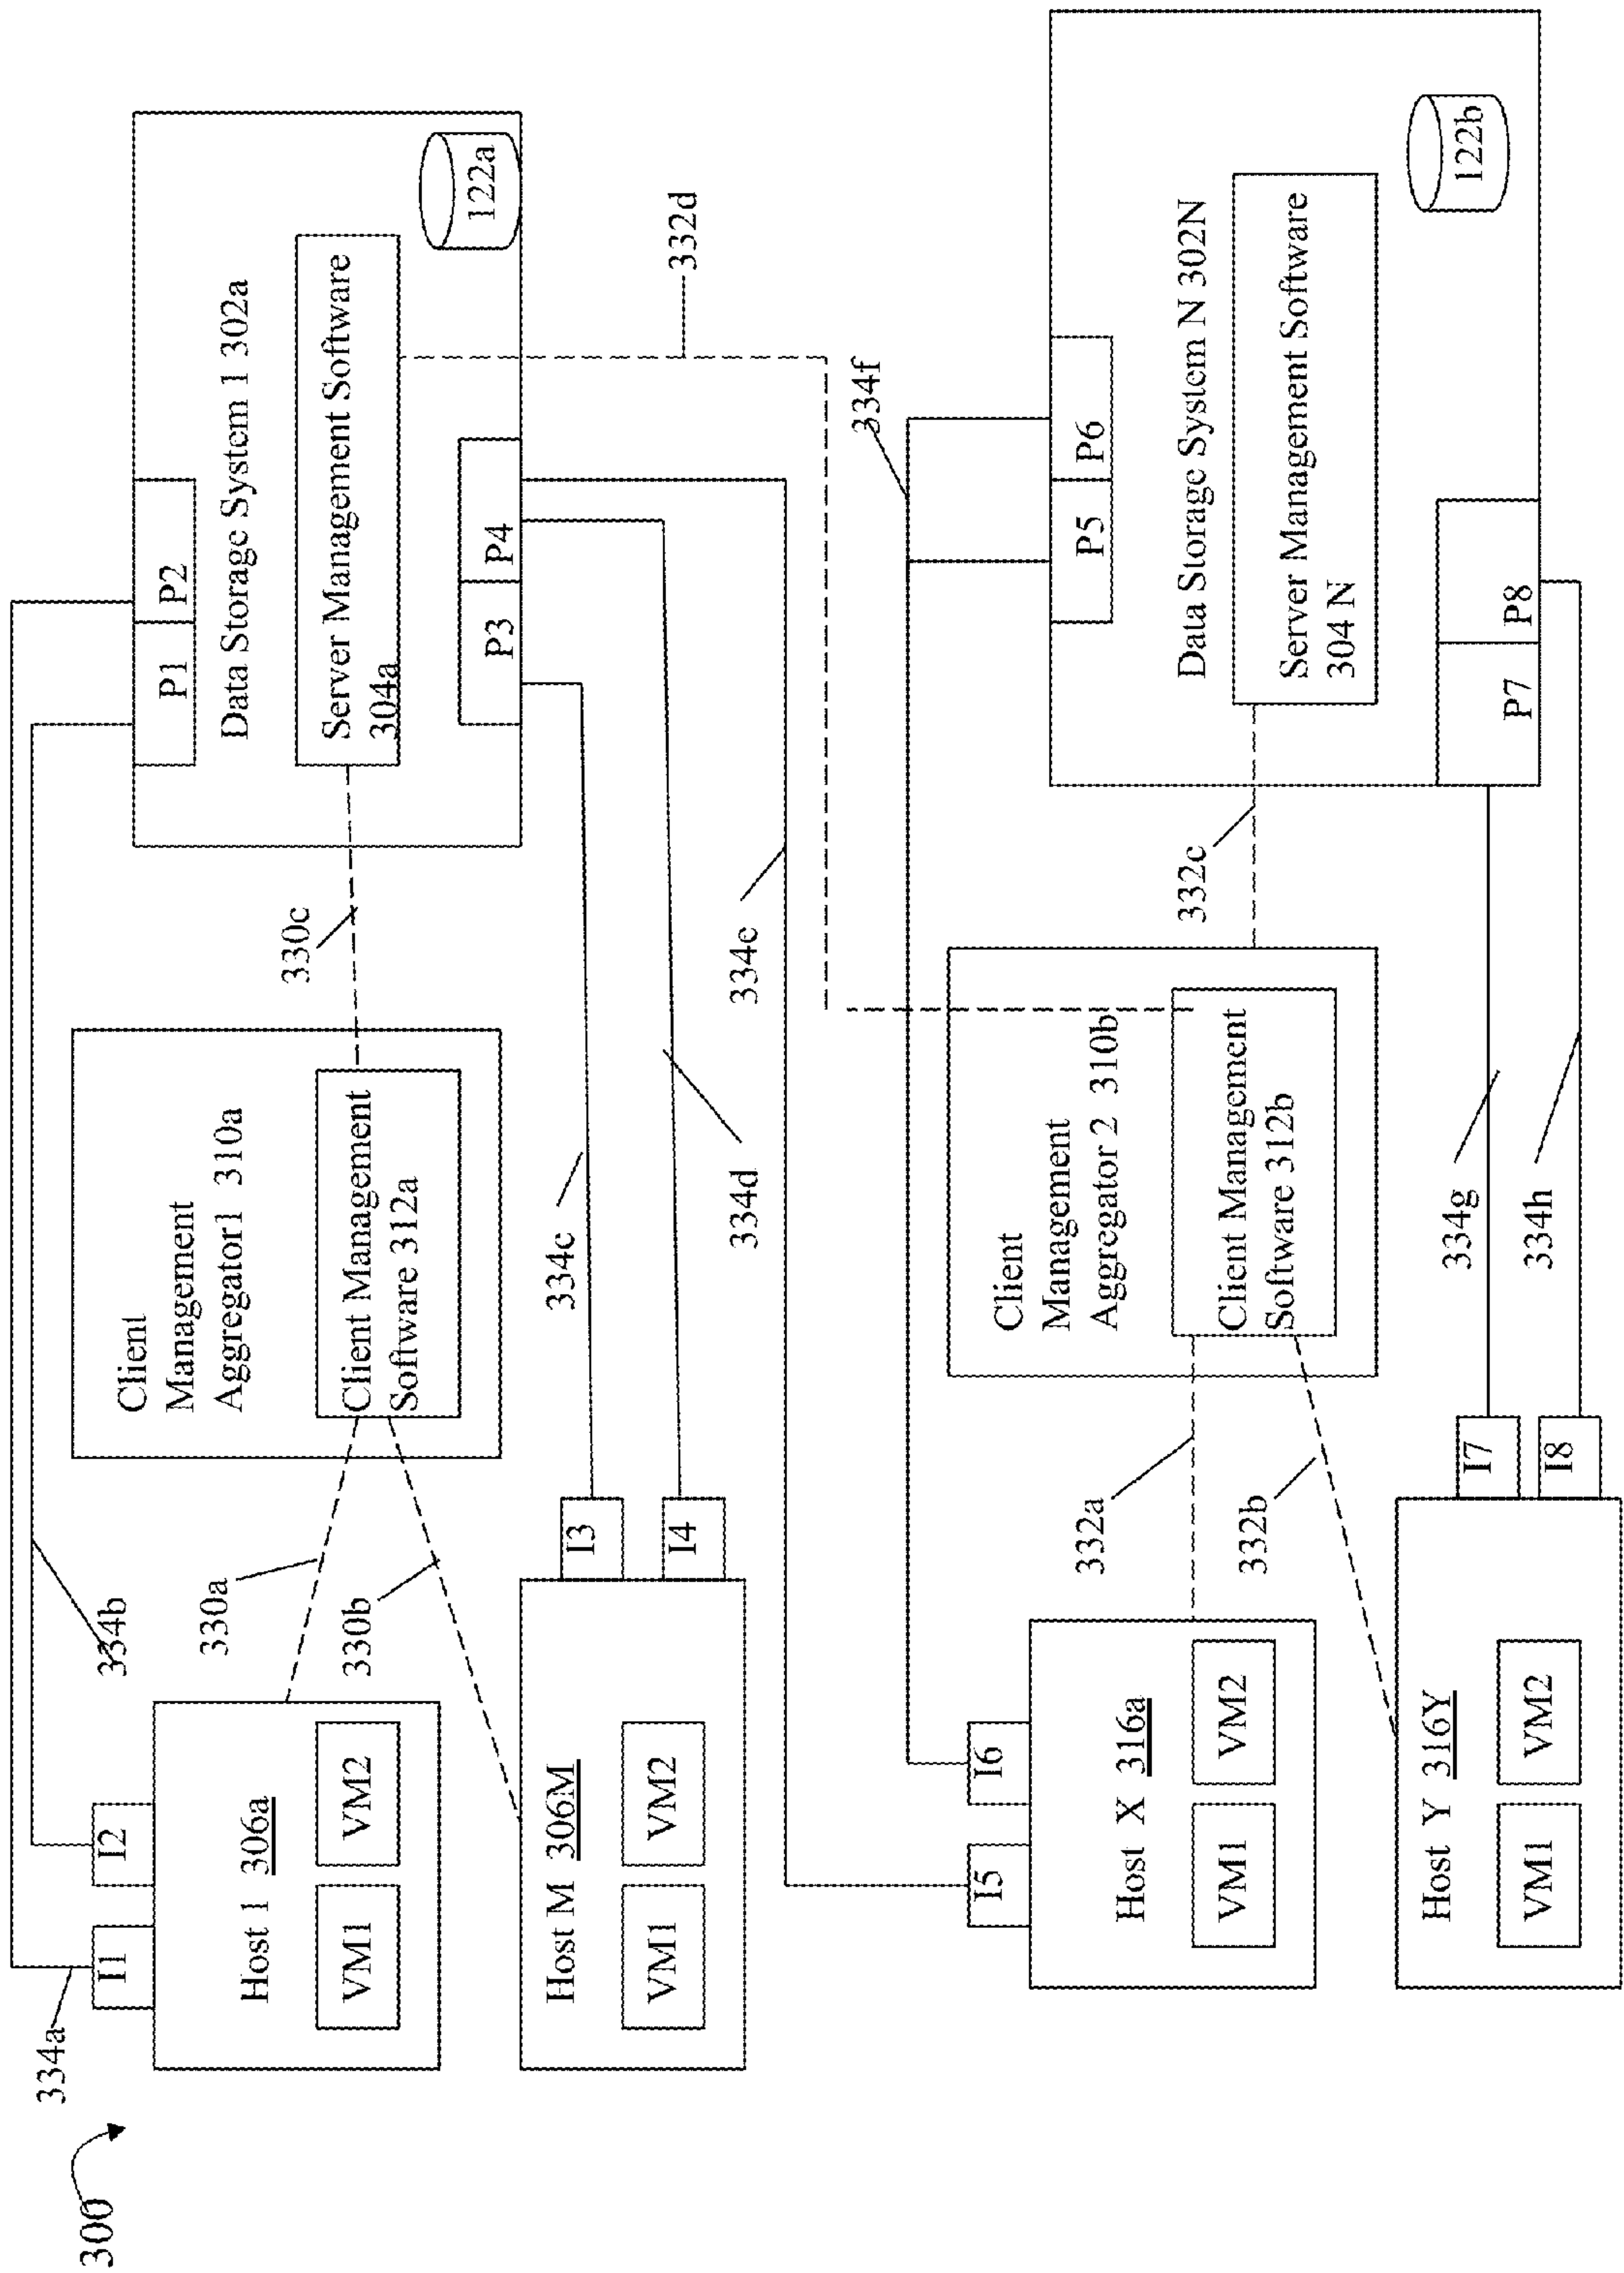 300
334a
I1
I2
334b
Host 1 306a
VM1
VM2
330a
330b
Client
Management
Aggregator1 310a
Client Management
Software 312a
330c
P1
P2
Data Storage System 1 302a
Server Management Software
304a
P3
P4
122a
Host M 306M
VM1
VM2
I3
I4
334c
334d
334e
332d
I5
I6
Host X 316a
VM1
VM2
332a
332b
Client
Management
Aggregator 2 310b
Client Management
Software 312b
332c
334f
P5
P6
Data Storage System N 302N
Server Management Software
304 N
P7
P8
122b
Host Y 316Y
VM1
VM2
I7
I8
334g
334h